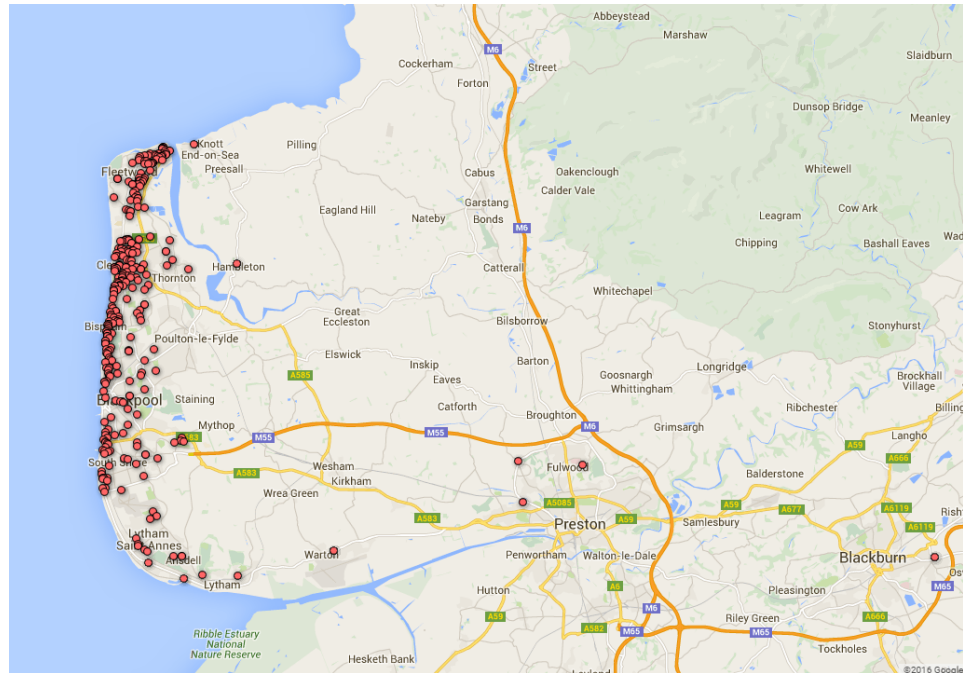 Abbeystead
Marshaw
Slaidburn
M6
Street
Cockerham
Forton
Dunsop Bridge
Meanley
Knott
End-on-Sea
Pilling
Preesall
Oakenclough
Whitewell
Cabus
Calder Vale
Garstang
Bonds
Eagland Hill
Nateby
Cow Ark
Leagram
M6
Chipping
Bashall Eaves
Catterall
Hambleton
Thornton
Whitechapel
Great
Eccleston
Bilsborrow
Stonyhurst
Poulton-le-Fylde
Elswick
Inskip
Barton
Longridge
A585
Eaves
Goosnargh
Whittingham
Brockhall
Village
Staining
Catforth
Ribchester
Broughton
Billing
Mythop
M55
M55
M6
Grimsargh
A59
Langho
A666
Wesham
Kirkham
Fulwood
Balderstone
A583
Wrea Green
A5085
A59
A59
A677
A6119
A583
Preston
Samlesbury
A6119
Lytham
Warton
Penwortham
Walton-le-Dale
Blackburn
Ansdell
Lytham
Hutton
A6
Pleasington
M65
A59
M6
Riley Green
A666
Ribble Estuary
National
Nature Reserve
A582
M65
M65
Tockholes
Hesketh Bank
©2016 Google